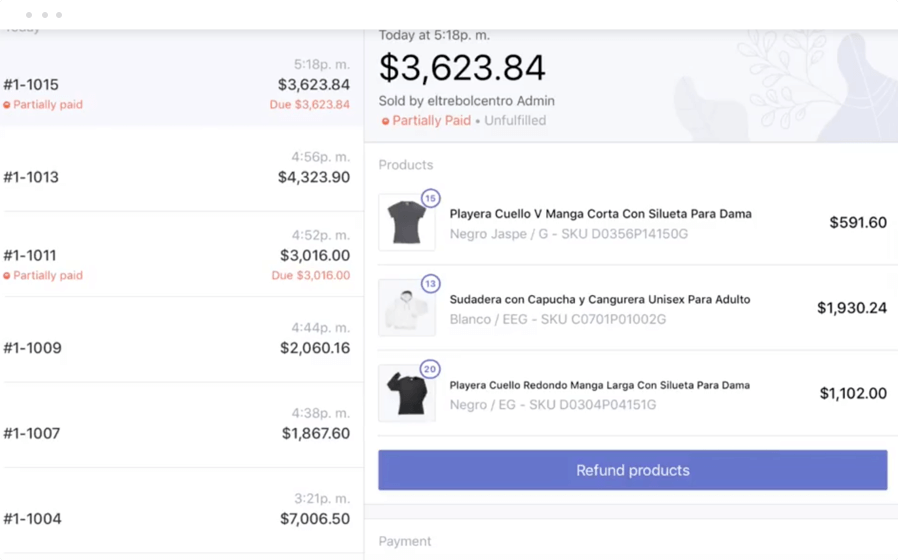 Today
5:18p. m.
#1-1015
$3,623.84
Partially paid
Due $3,623.84
4:56p. m.
#1-1013
$4,323.90
4:52p. m.
#1-1011
$3,016.00
Partially paid
Due $3,016.00
4:44p. m.
#1-1009
$2,060.16
4:38p. m.
#1-1007
$1,867.60
3:21p. m.
#1-1004
$7,006.50
Today at 5:18p. m.
$3,623.84
Sold by eltrebolcentro Admin
Partially Paid • Unfulfilled
Products
15
Playera Cuello V Manga Corta Con Silueta Para Dama
Negro Jaspe / G - SKU D0356P14150G
$591.60
13
Sudadera con Capucha y Cangurera Unisex Para Adulto
Blanco / EEG - SKU C0701P01002G
$1,930.24
20
Playera Cuello Redondo Manga Larga Con Silueta Para Dama
Negro / EG - SKU D0304P04151G
$1,102.00
Refund products
Payment